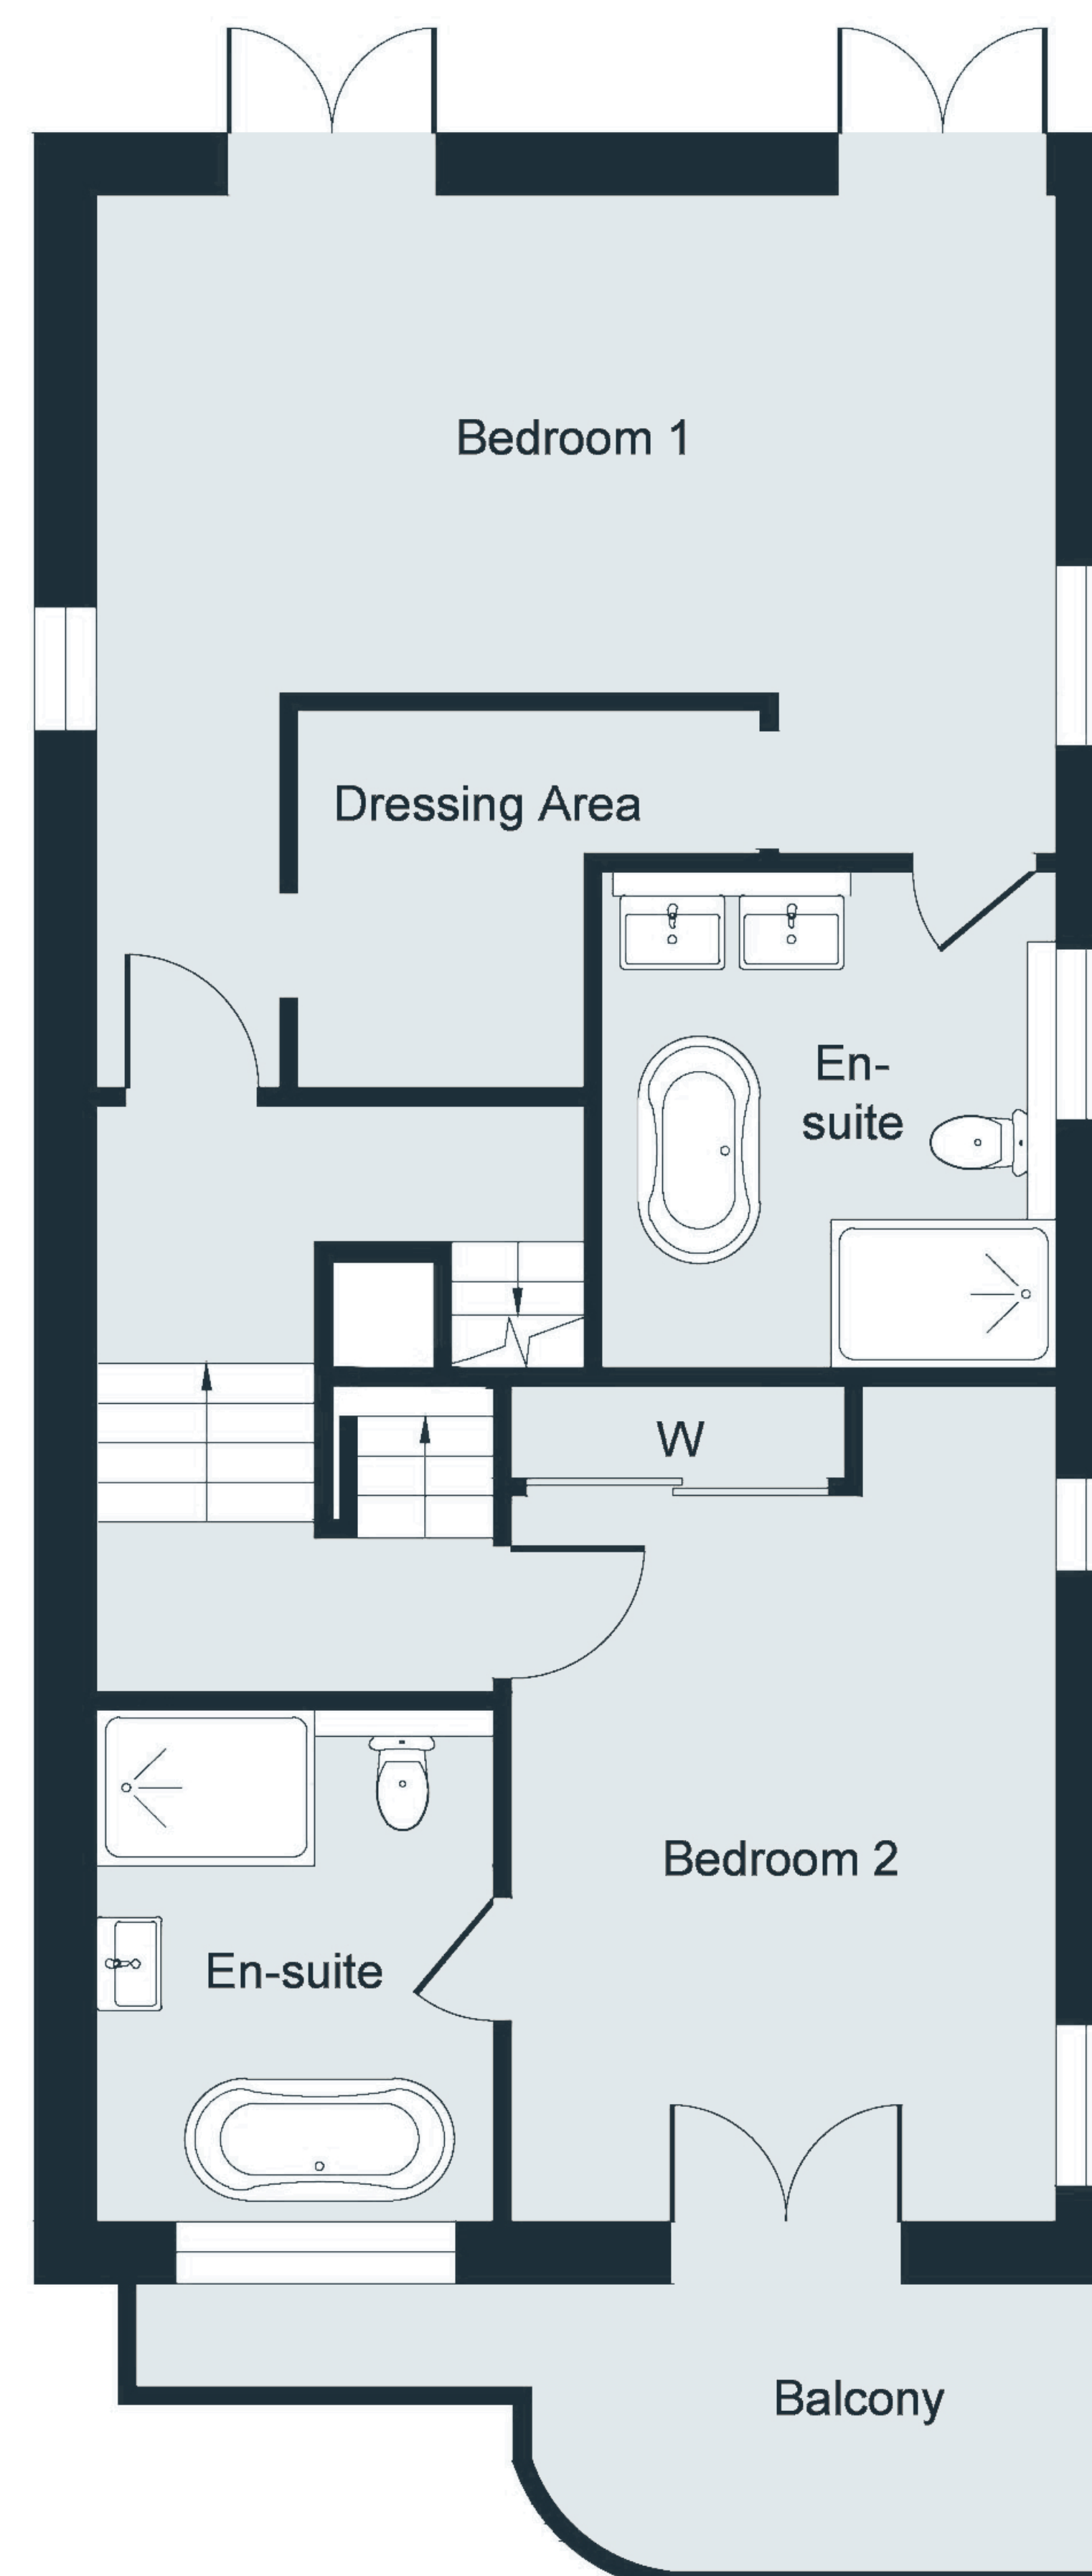 Bedroom 1
Dressing Area
En-
suite
W
Bedroom 2
En-suite
Balcony